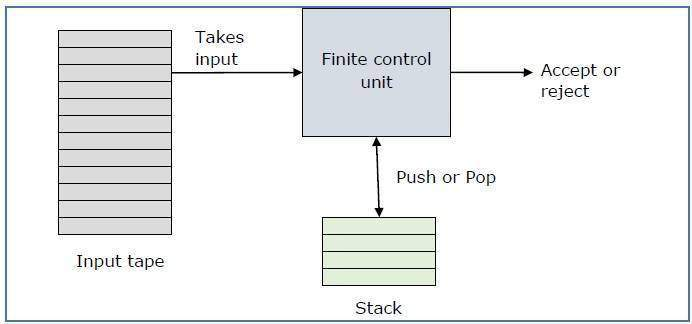 Takes
input
Finite control
unit
Accept or
reject
Push or Pop
Input tape
Stack